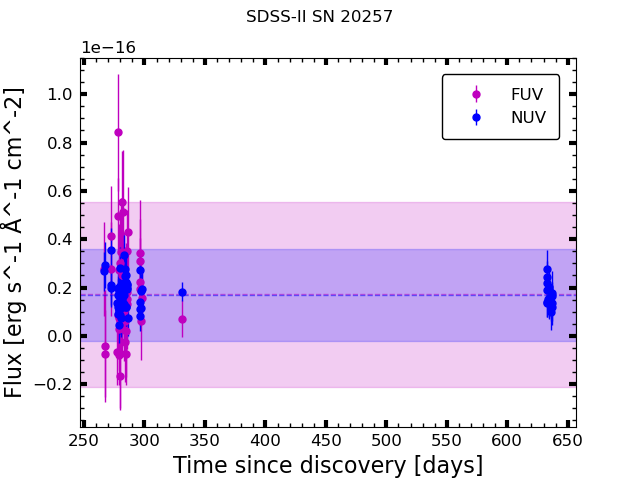 SDSS-II SN 20257
1e−16
FUV
NUV
1.0
0.8
0.6
0.4
0.2
0.0
−0.2
Flux [erg s^-1 Å^-1 cm^-2]
250 300 350 400 450 500 550 600 650
Time since discovery [days]